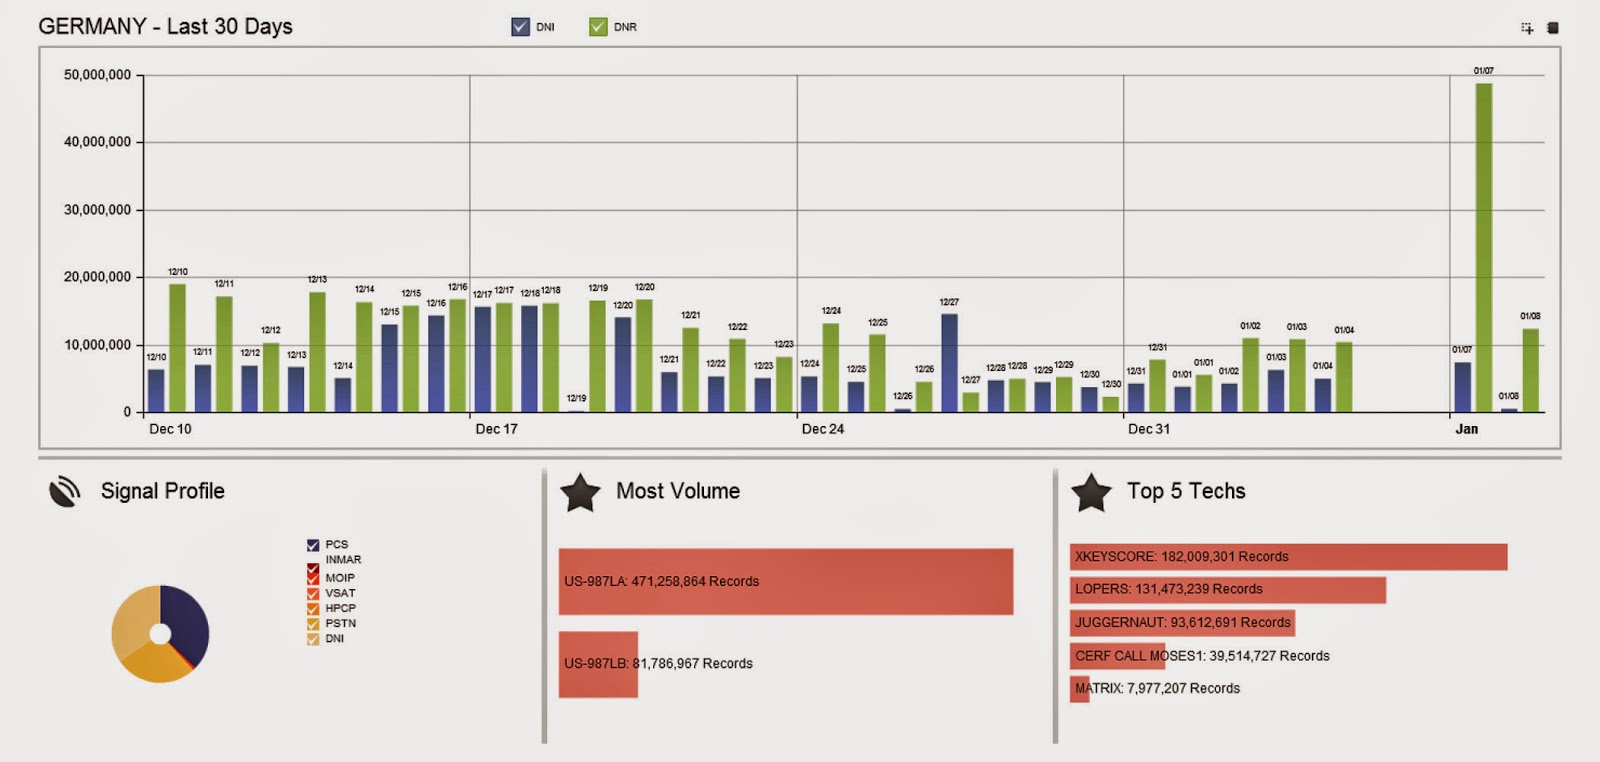 GERMANY - Last 30 Days
DNI
DNR
50,000,000
40,000,000
30,000,000
20,000,000
10,000,000
0
12/10
12/10
12/11
12/11
12/12
12/12
12/13
12/13
12/14
12/14
12/15
12/15
12/16
12/16
12/17
12/17
12/18
12/18
12/19
12/19
12/20
12/20
12/21
12/21
12/22
12/22
12/23
12/23
12/24
12/24
12/25
12/25
12/26
12/26
12/27
12/27
12/28
12/28
12/29
12/29
12/30
12/30
12/31
12/31
01/01
01/01
01/02
01/02
01/03
01/03
01/04
01/04
01/07
01/07
01/08
01/08
Dec 10
Dec 17
Dec 24
Dec 31
Jan
Signal Profile
PCS
INMAR
MOIP
VSAT
HPCP
PSTN
DNI
Most Volume
US-987LA: 471,258,864 Records
US-987LB: 81,786,967 Records
Top 5 Techs
XKEYSCORE: 182,009,301 Records
LOPERS: 131,473,239 Records
JUGGERNAUT: 93,612,691 Records
CERF CALL MOSES1: 39,514,727 Records
MATRIX: 7,977,207 Records